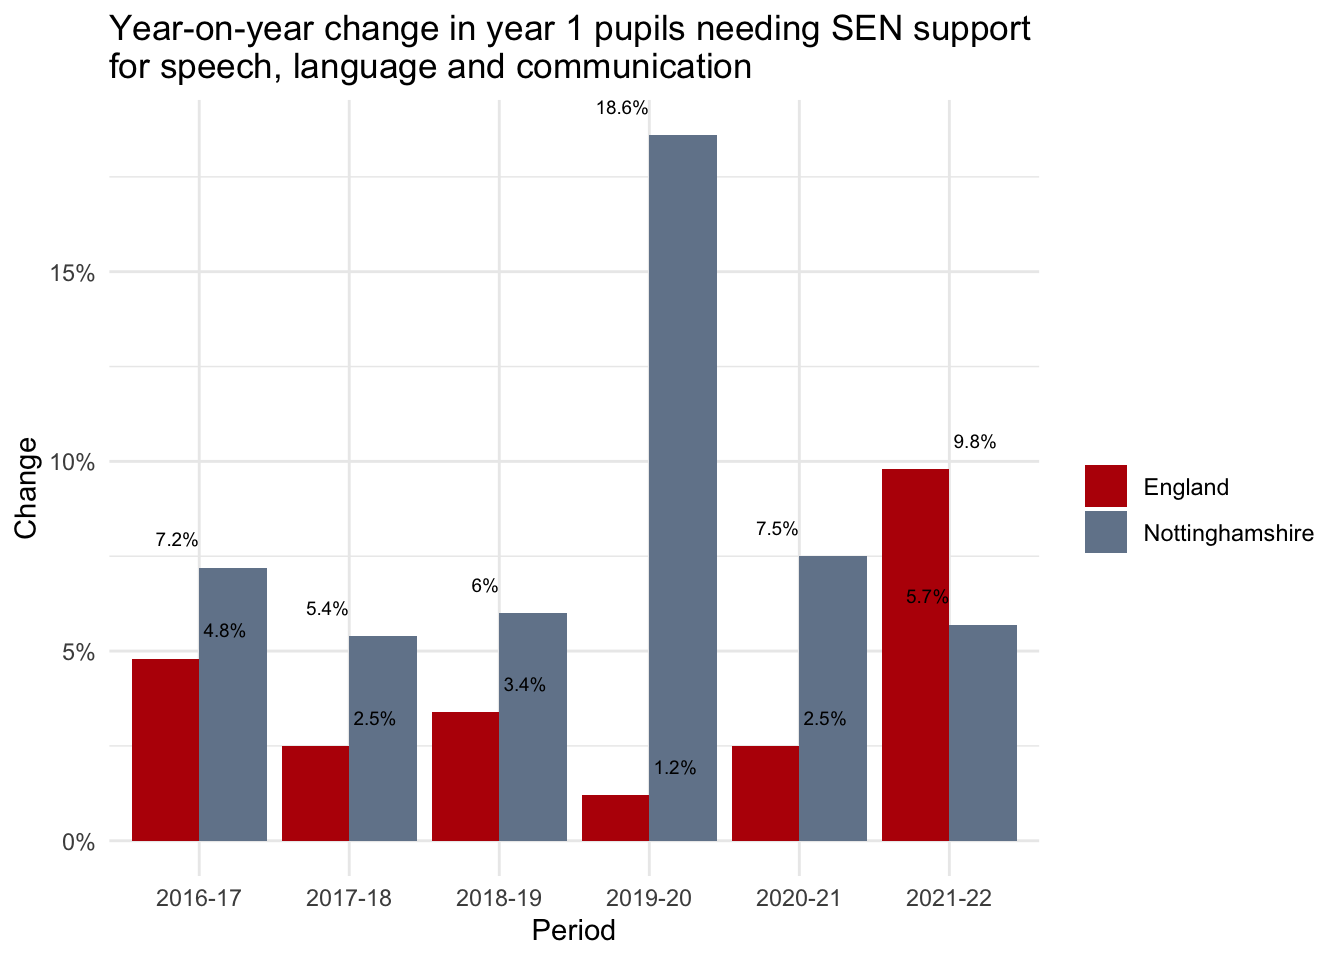 Year-on-year change in year 1 pupils needing SEN support
for speech, language and communication
18.6%
15%
10%
9.8%
7.2%
7.5%
5.4%
6%
5.7%
4.8%
5%
3.4%
2.5%
2.5%
1.2%
0%
Change
England
Nottinghamshire
2016-17 2017-18 2018-19 2019-20 2020-21 2021-22
Period